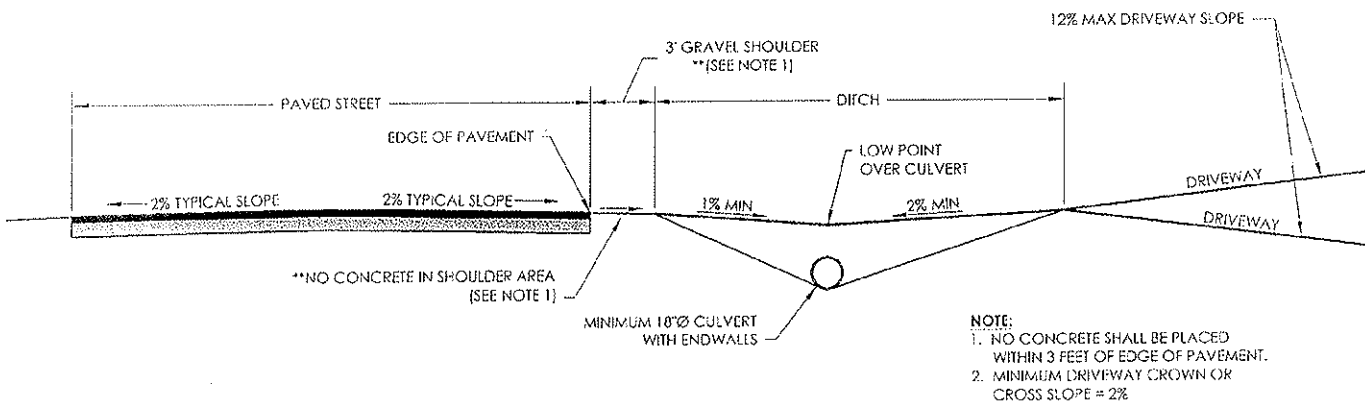 12% MAX DRIVEWAY SLOPE
3' GRAVEL SHOULDER
**(SEE NOTE 1)
PAVED STREET
DITCH
EDGE OF PAVEMENT
LOW POINT
OVER CULVERT
DRIVEWAY
2% TYPICAL SLOPE
2% TYPICAL SLOPE
1% MIN
2% MIN
DRIVEWAY
**NO CONCRETE IN SHOULDER AREA
(SEE NOTE 1)
MINIMUM 18"Ø CULVERT
WITH ENDWALLS
NOTE:
1. NO CONCRETE SHALL BE PLACED
WITHIN 3 FEET OF EDGE OF PAVEMENT.
2. MINIMUM DRIVEWAY CROWN OR
CROSS SLOPE = 2%